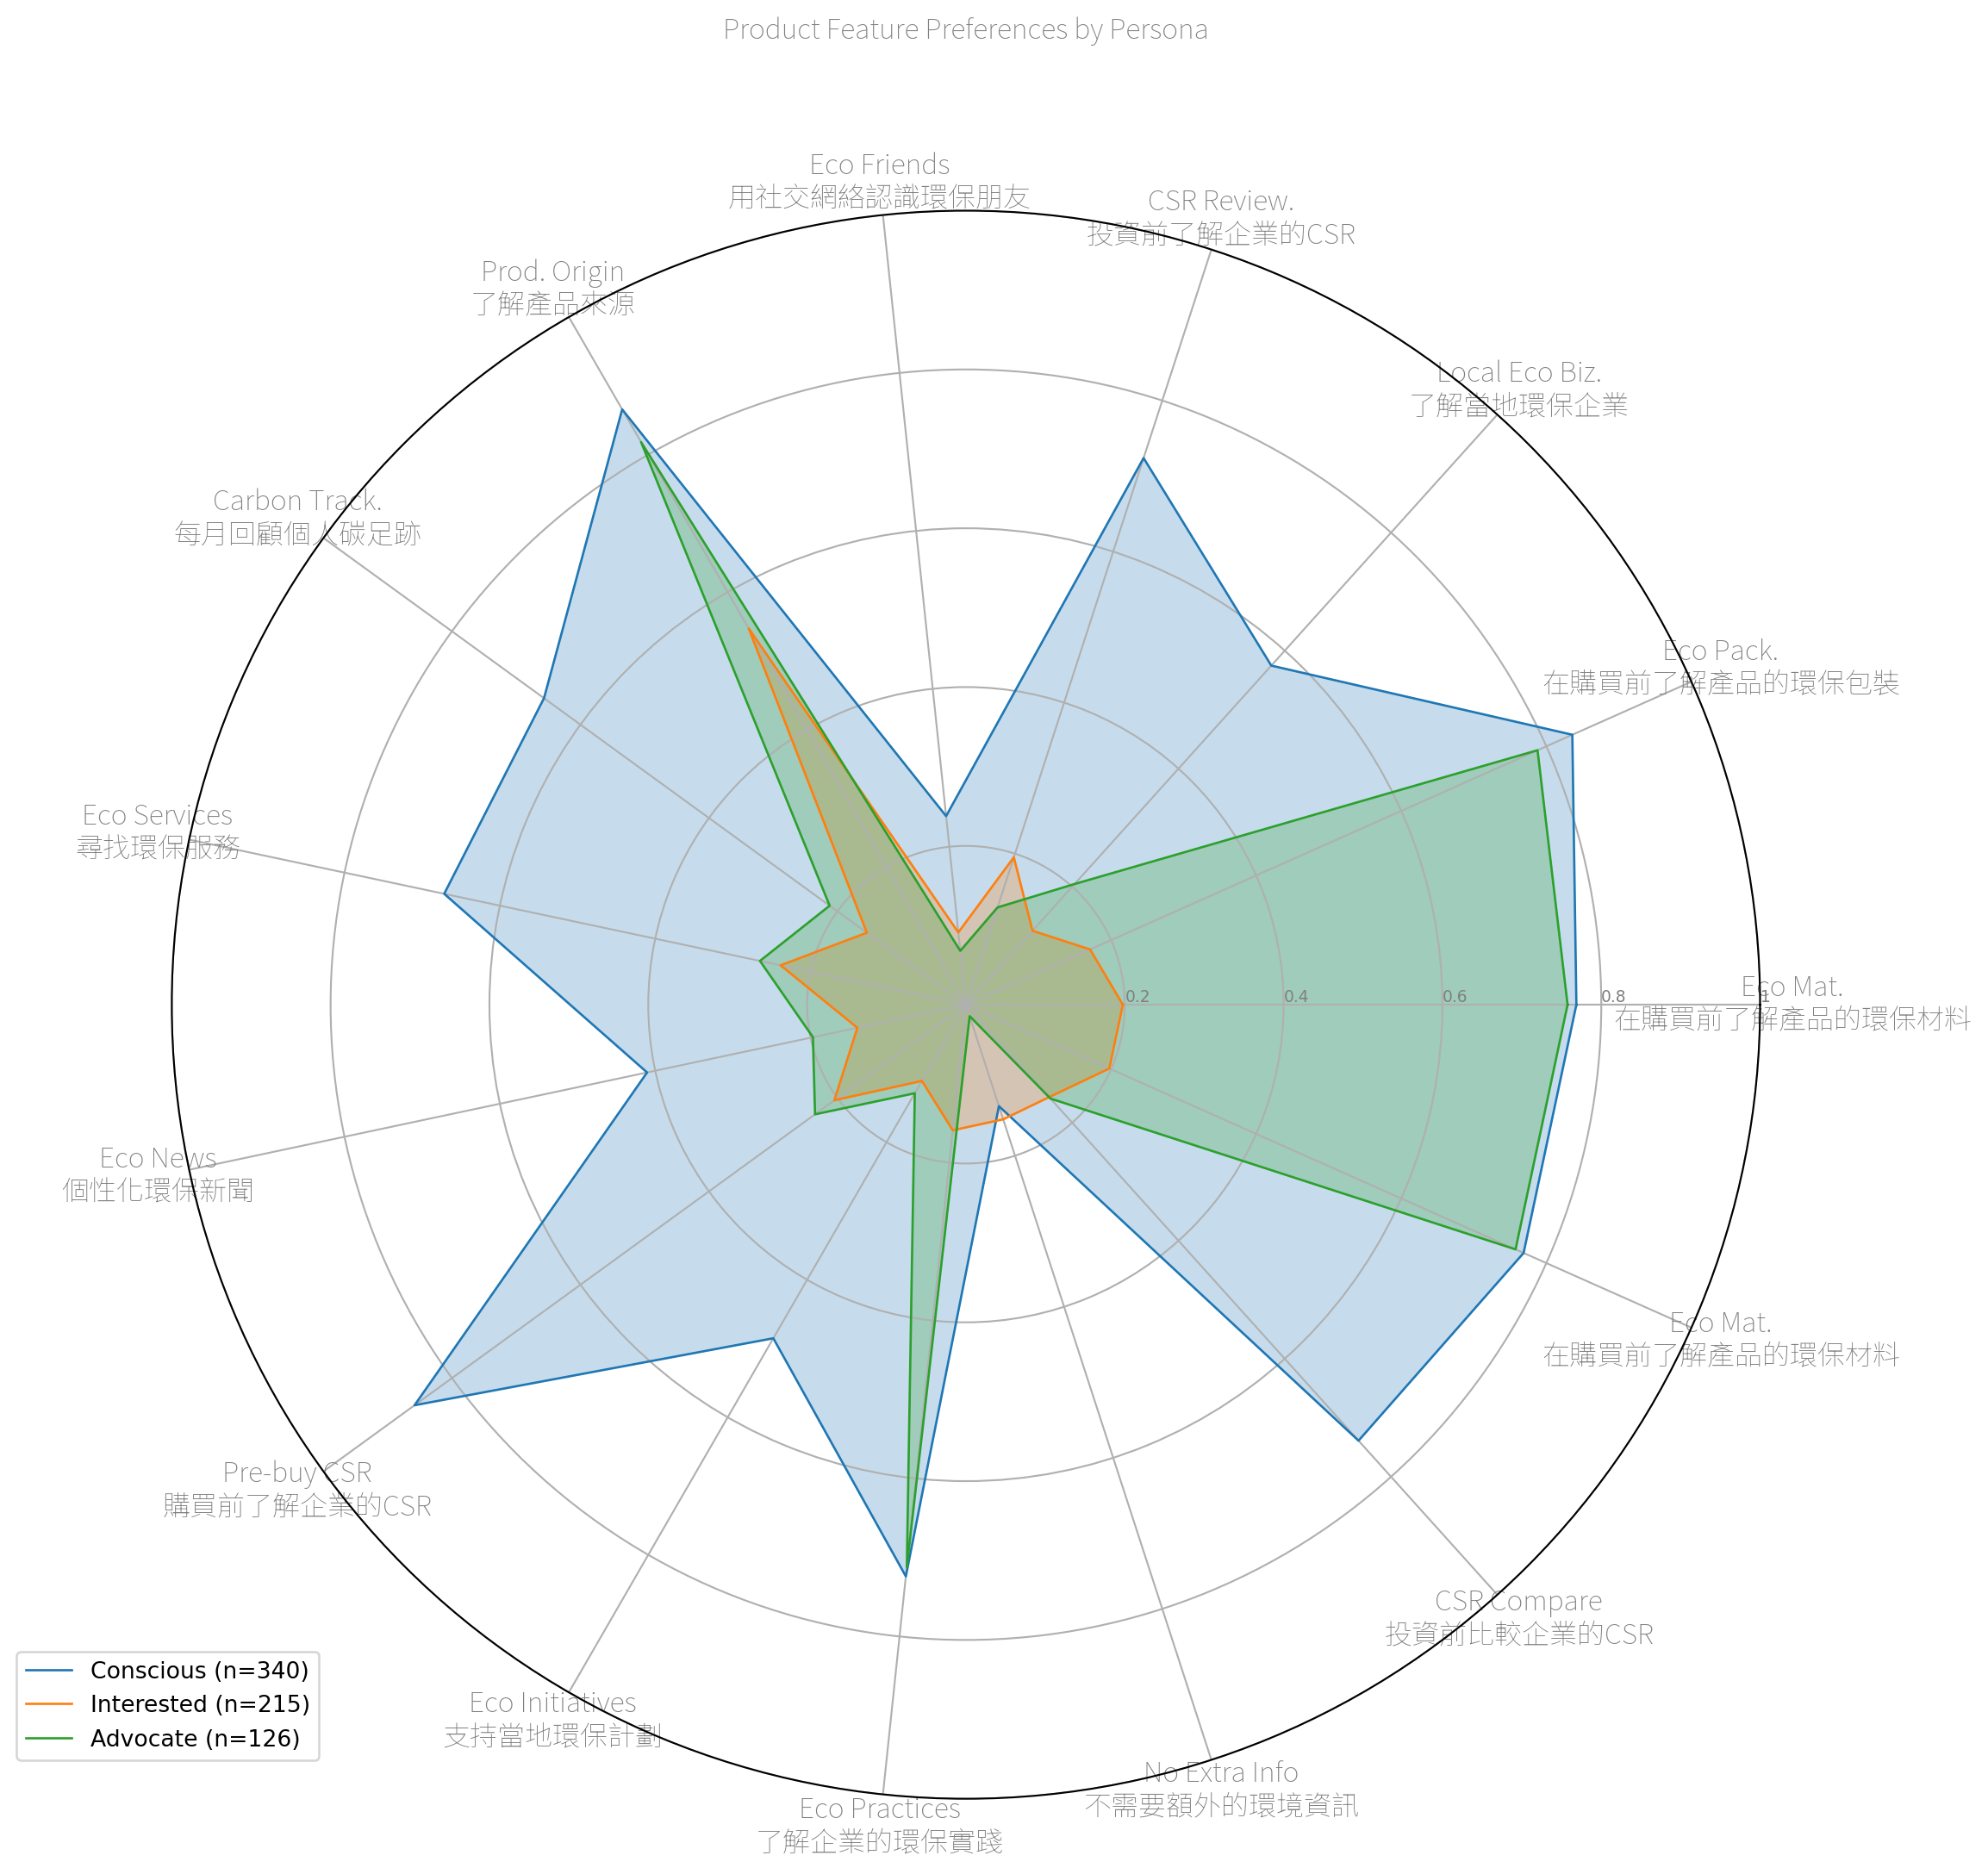 Product Feature Preferences by Persona
Eco Friends
用社交網絡認識環保朋友
CSR Review.
投資前了解企業的CSR
Prod. Origin
了解產品來源
Local Eco Biz.
了解當地環保企業
Carbon Track.
每月回顧個人碳足跡
Eco Pack.
在購買前了解產品的環保包裝
Eco Services
尋找環保服務
0.2
0.4
0.6
0.8
1
Eco Mat.
在購買前了解產品的環保材料
Eco News
個性化環保新聞
Eco Mat.
在購買前了解產品的環保材料
Pre-buy CSR
購買前了解企業的CSR
CSR Compare
投資前比較企業的CSR
Eco Initiatives
支持當地環保計劃
No Extra Info
不需要額外的環境資訊
Eco Practices
了解企業的環保實踐
Conscious (n=340)
Interested (n=215)
Advocate (n=126)